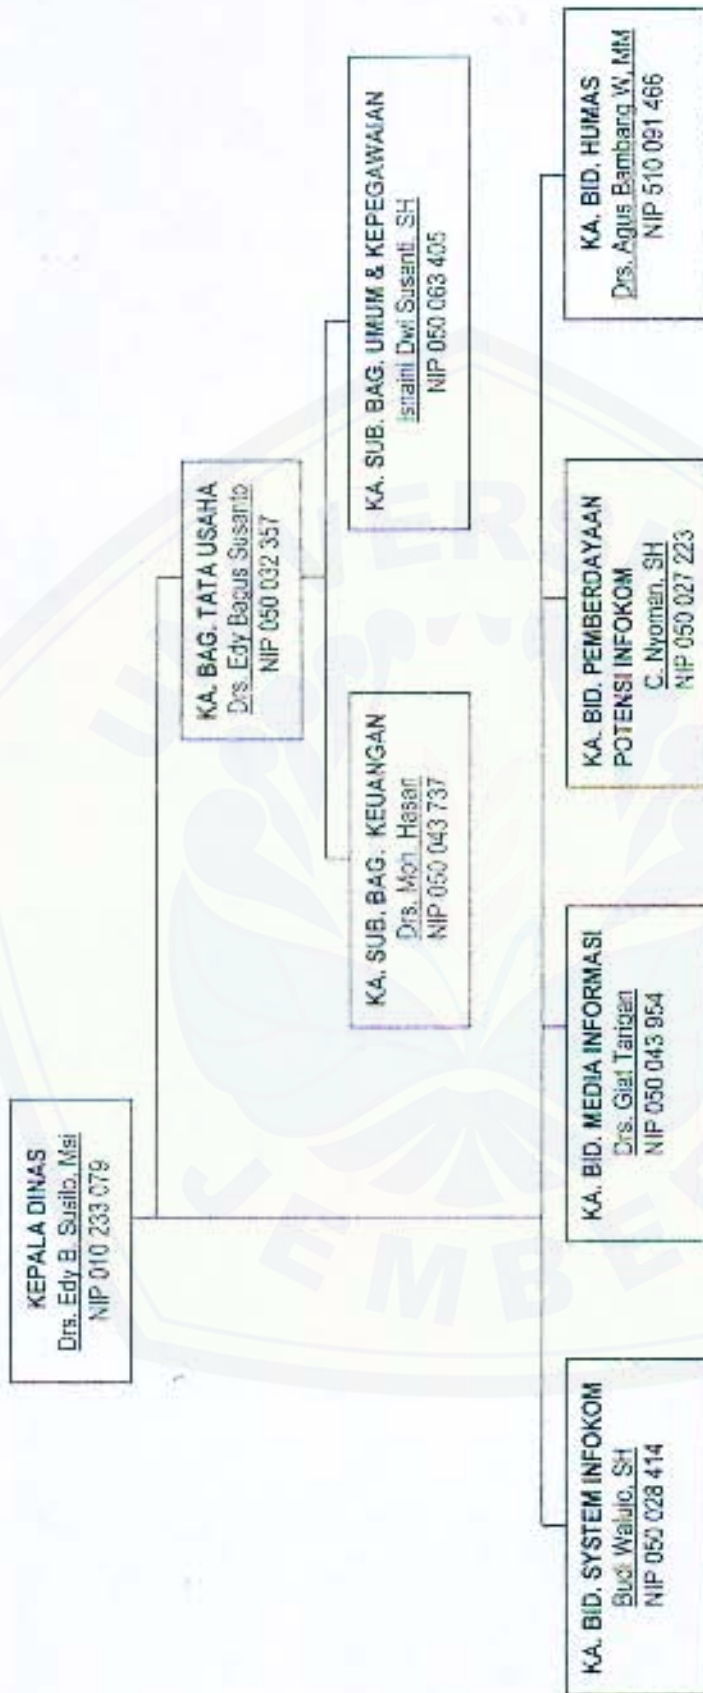 KEPALA DINAS
Drs. Edy B. Susilo, Msi
NIP 010 233 079
KA. BAG. TATA USAHA
Drs. Edy Bagus Susanto
NIP 050 032 357
KA. SUB. BAG. KEUANGAN
Drs. Moh. Hasan
NIP 050 043 737
KA. SUB. BAG. UMUM & KEPEGAWAIAN
Isnaini Dwi Susanti, SH
NIP 050 063 405
KA. BID. SYSTEM INFOKOM
Budi Walujo, SH
NIP 050 028 414
KA. BID. MEDIA INFORMASI
Drs. Giat Tarigan
NIP 050 043 954
KA. BID. PEMBERDAYAAN
POTENSI INFOKOM
C. Nyoman, SH
NIP 050 027 223
KA. BID. HUMAS
Drs. Agus Bambang W, MM
NIP 510 091 466
JEMBER